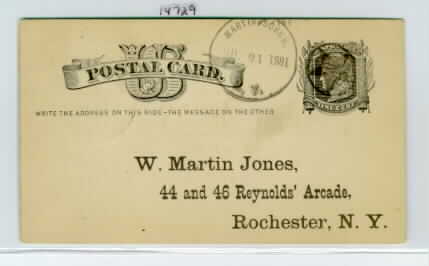 14729
POSTAL CARD.
1881
N.Y.
WRITE THE ADDRESS ON THIS SIDE - THE MESSAGE ON THE OTHER
W. Martin Jones,
44 and 46 Reynolds' Arcade,
Rochester, N. Y.